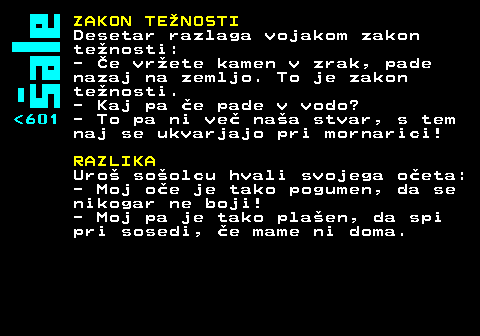 Šale
<601
ZAKON TEŽNOSTI
Desetar razlaga vojakom zakon
težnosti:
- Če vržete kamen v zrak, pade
nazaj na zemljo. To je zakon
težnosti.
- Kaj pa če pade v vodo?
- To pa ni več naša stvar, s tem
naj se ukvarjajo pri mornarici!
RAZLIKA
Uroš sošolcu hvali svojega očeta:
- Moj oče je tako pogumen, da se
nikogar ne boji!
- Moj pa je tako plašen, da spi
pri sosedi, če mame ni doma.